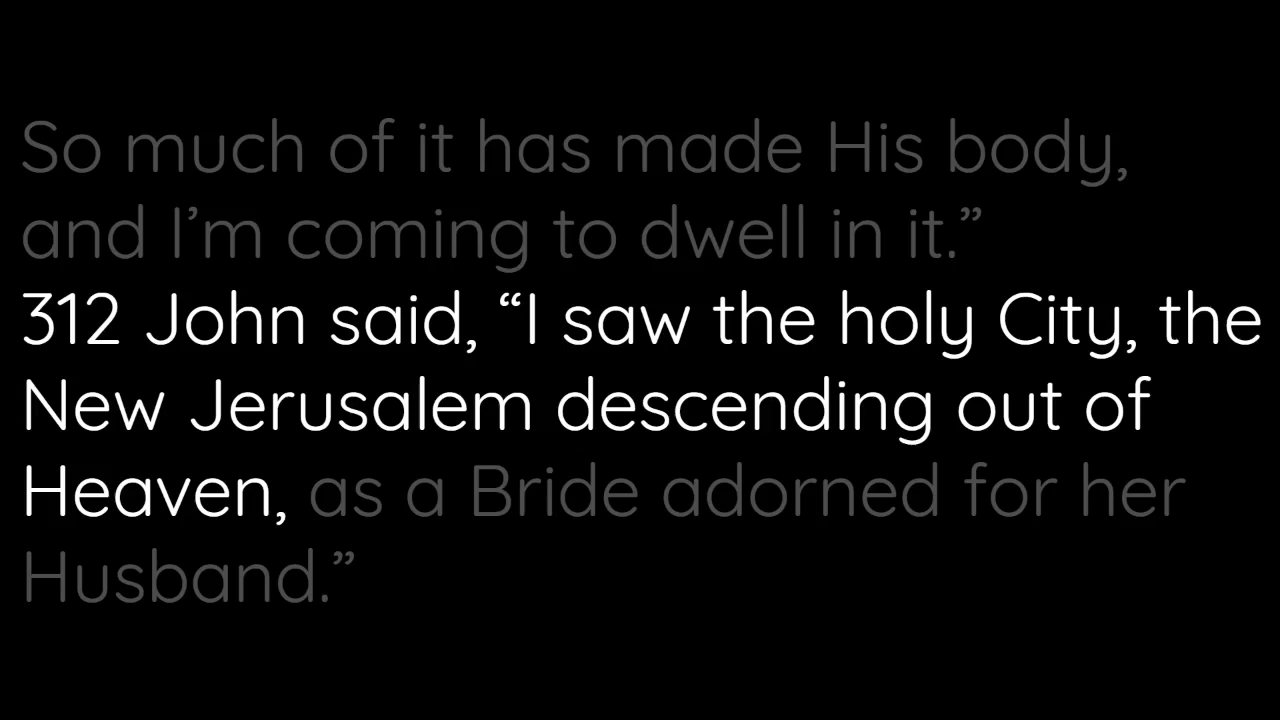 So much of it has made His body,
and I’m coming to dwell in it.”
312 John said, “I saw the holy City, the
New Jerusalem descending out of
Heaven, as a Bride adorned for her
Husband.”